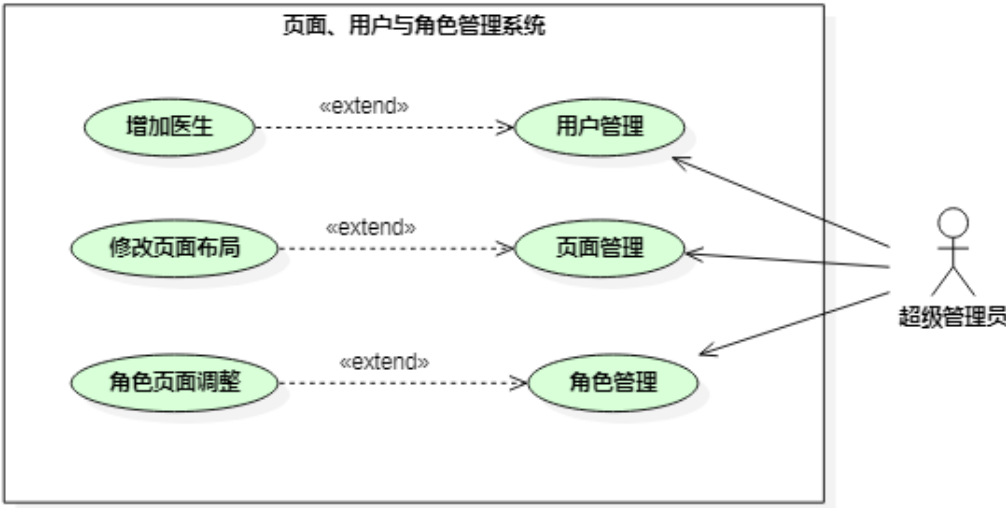 页面、用户与角色管理系统
增加医生
«extend»
用户管理
修改页面布局
«extend»
页面管理
超级管理员
角色页面调整
«extend»
角色管理